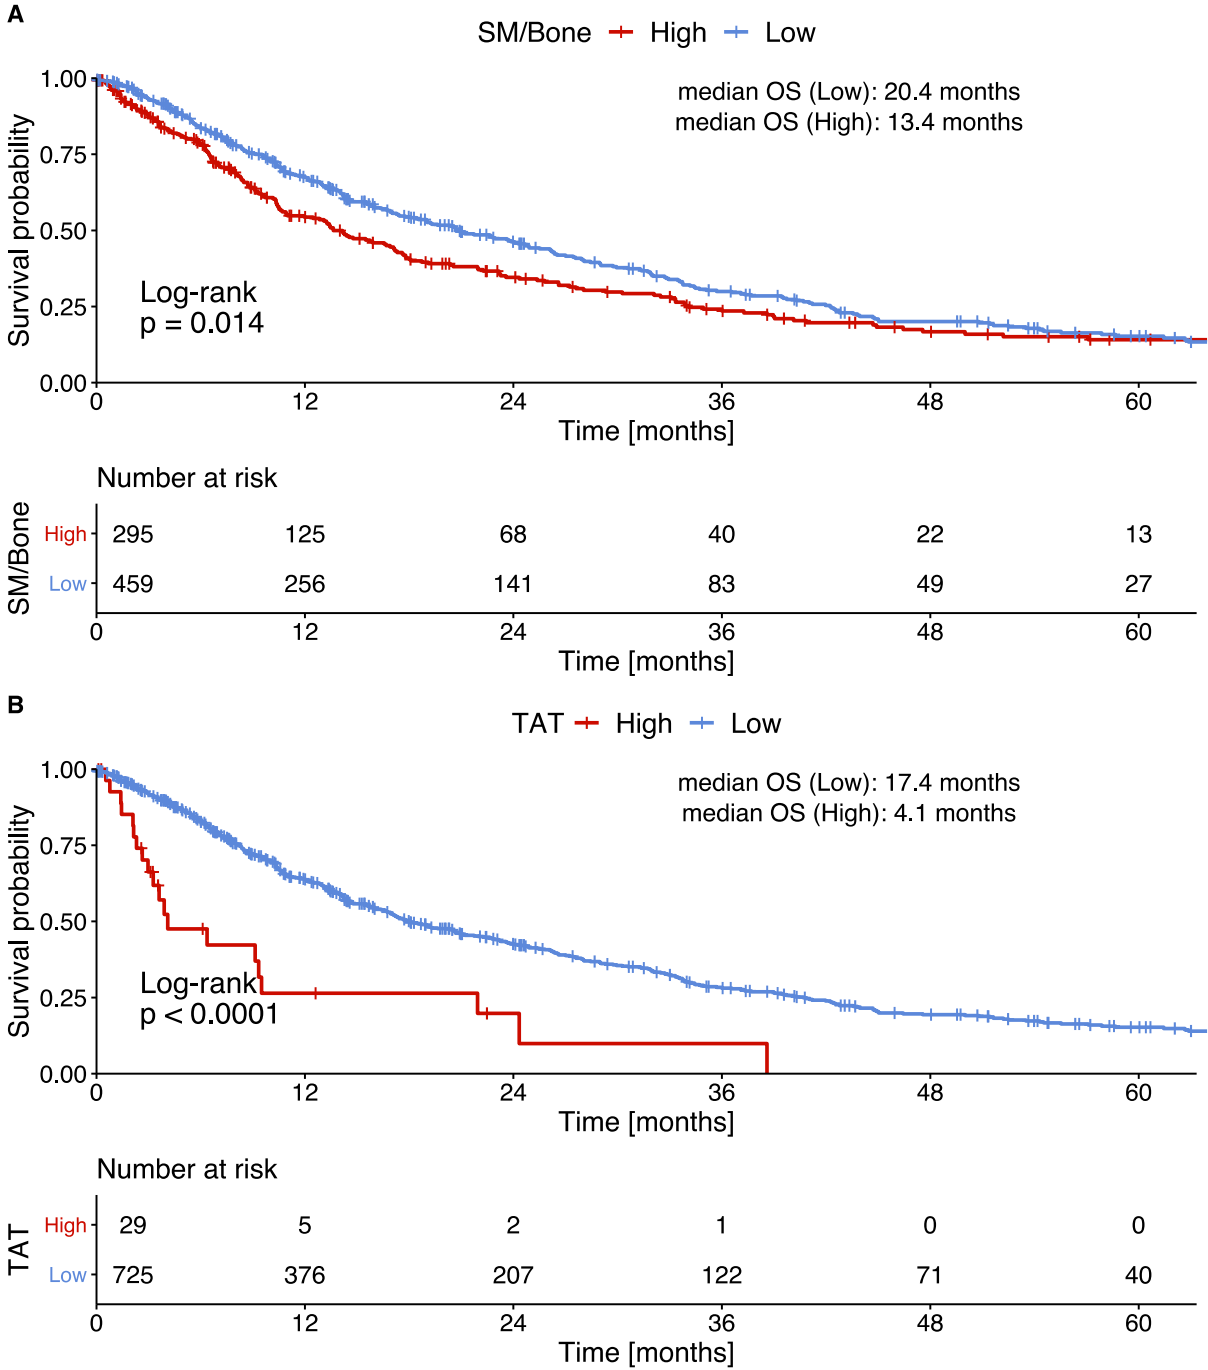 A
SM/Bone High Low
median OS (Low): 20.4 months
median OS (High): 13.4 months
Survival probability
1.00
0.75
0.50
0.25
0.00
Log-rank
p = 0.014
0 12 24 36 48 60
Time [months]
Number at risk
SM/Bone
High 295 125 68 40 22 13
Low 459 256 141 83 49 27
0 12 24 36 48 60
Time [months]
B
TAT High Low
median OS (Low): 17.4 months
median OS (High): 4.1 months
Survival probability
1.00
0.75
0.50
0.25
0.00
Log-rank
p < 0.0001
0 12 24 36 48 60
Time [months]
Number at risk
TAT
High 29 5 2 1 0 0
Low 725 376 207 122 71 40
0 12 24 36 48 60
Time [months]